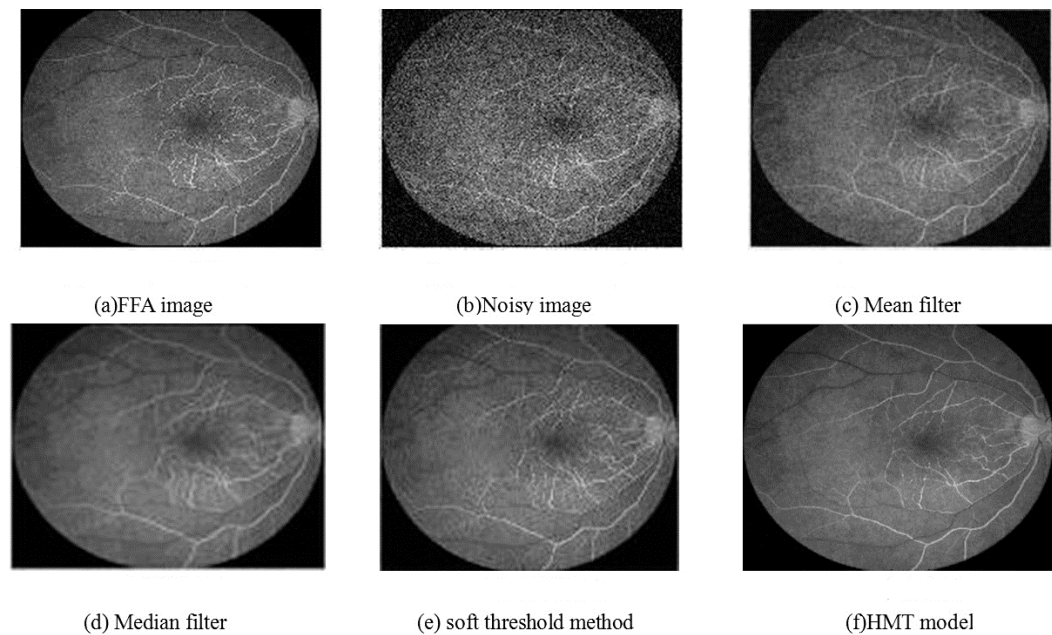 (a)FFA image
(b)Noisy image
(c) Mean filter
(d) Median filter
(e) soft threshold method
(f)HMT model